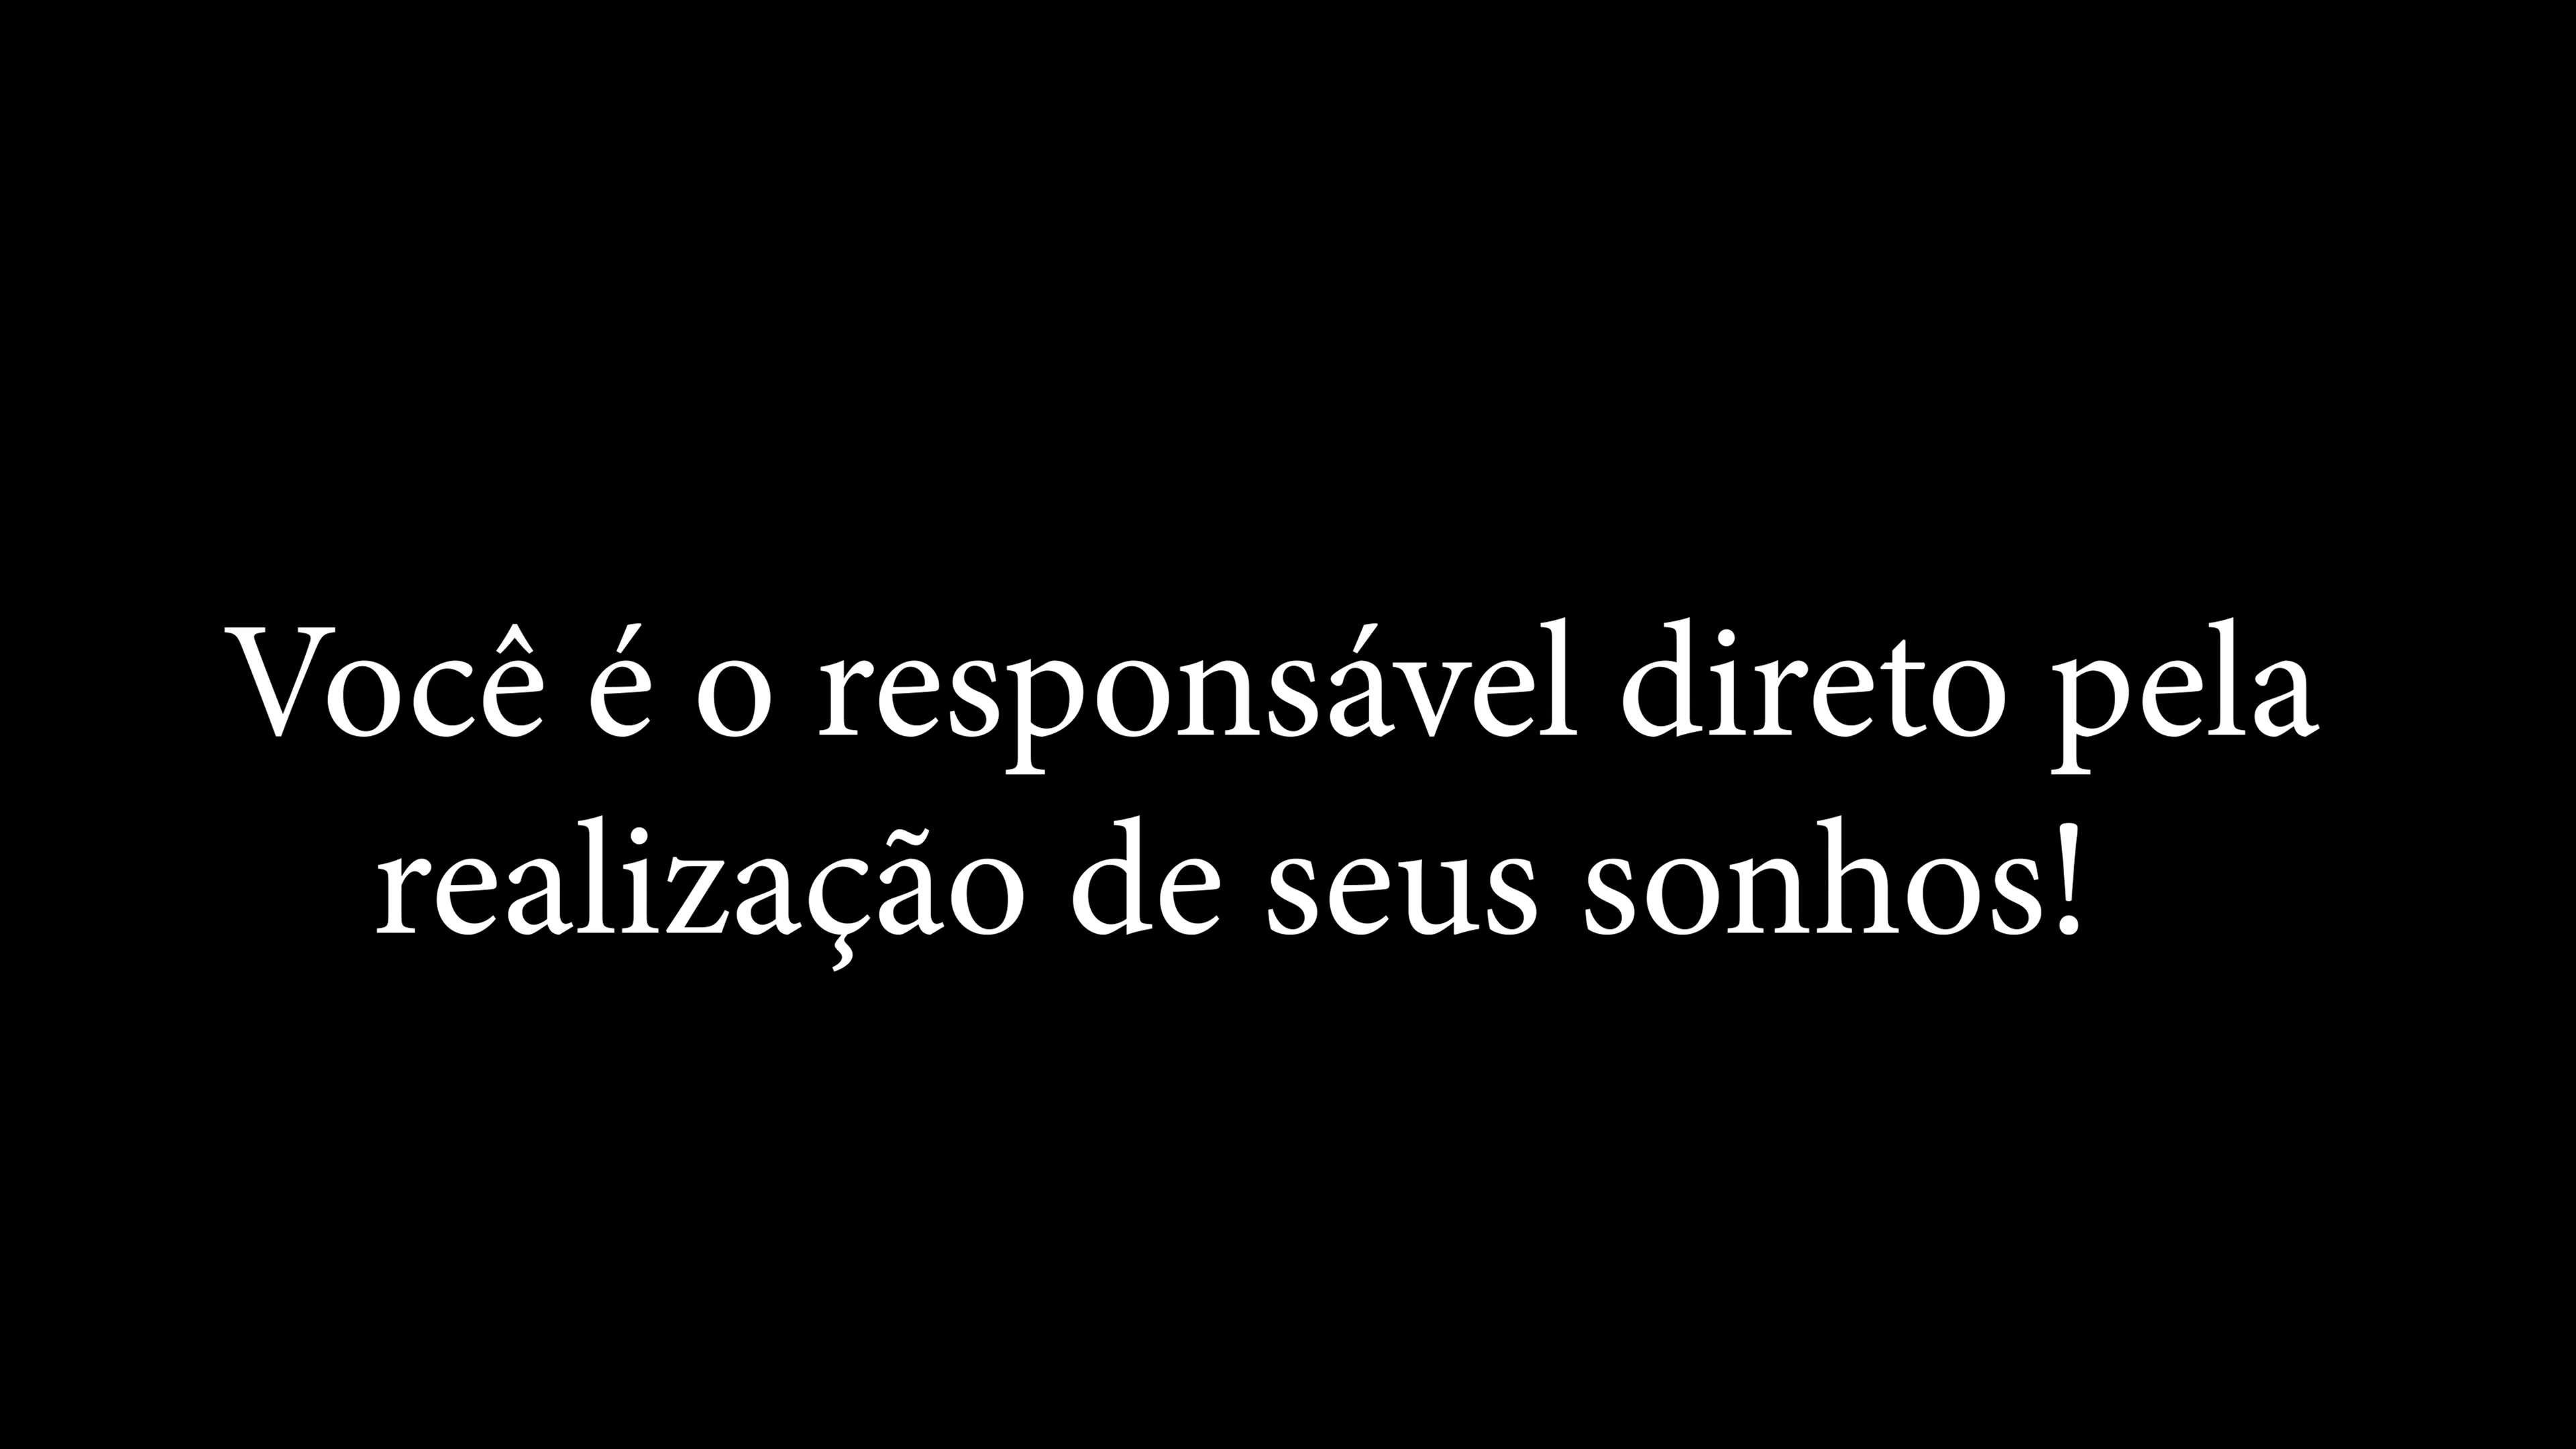 Você é o responsável direto pela
realização de seus sonhos!